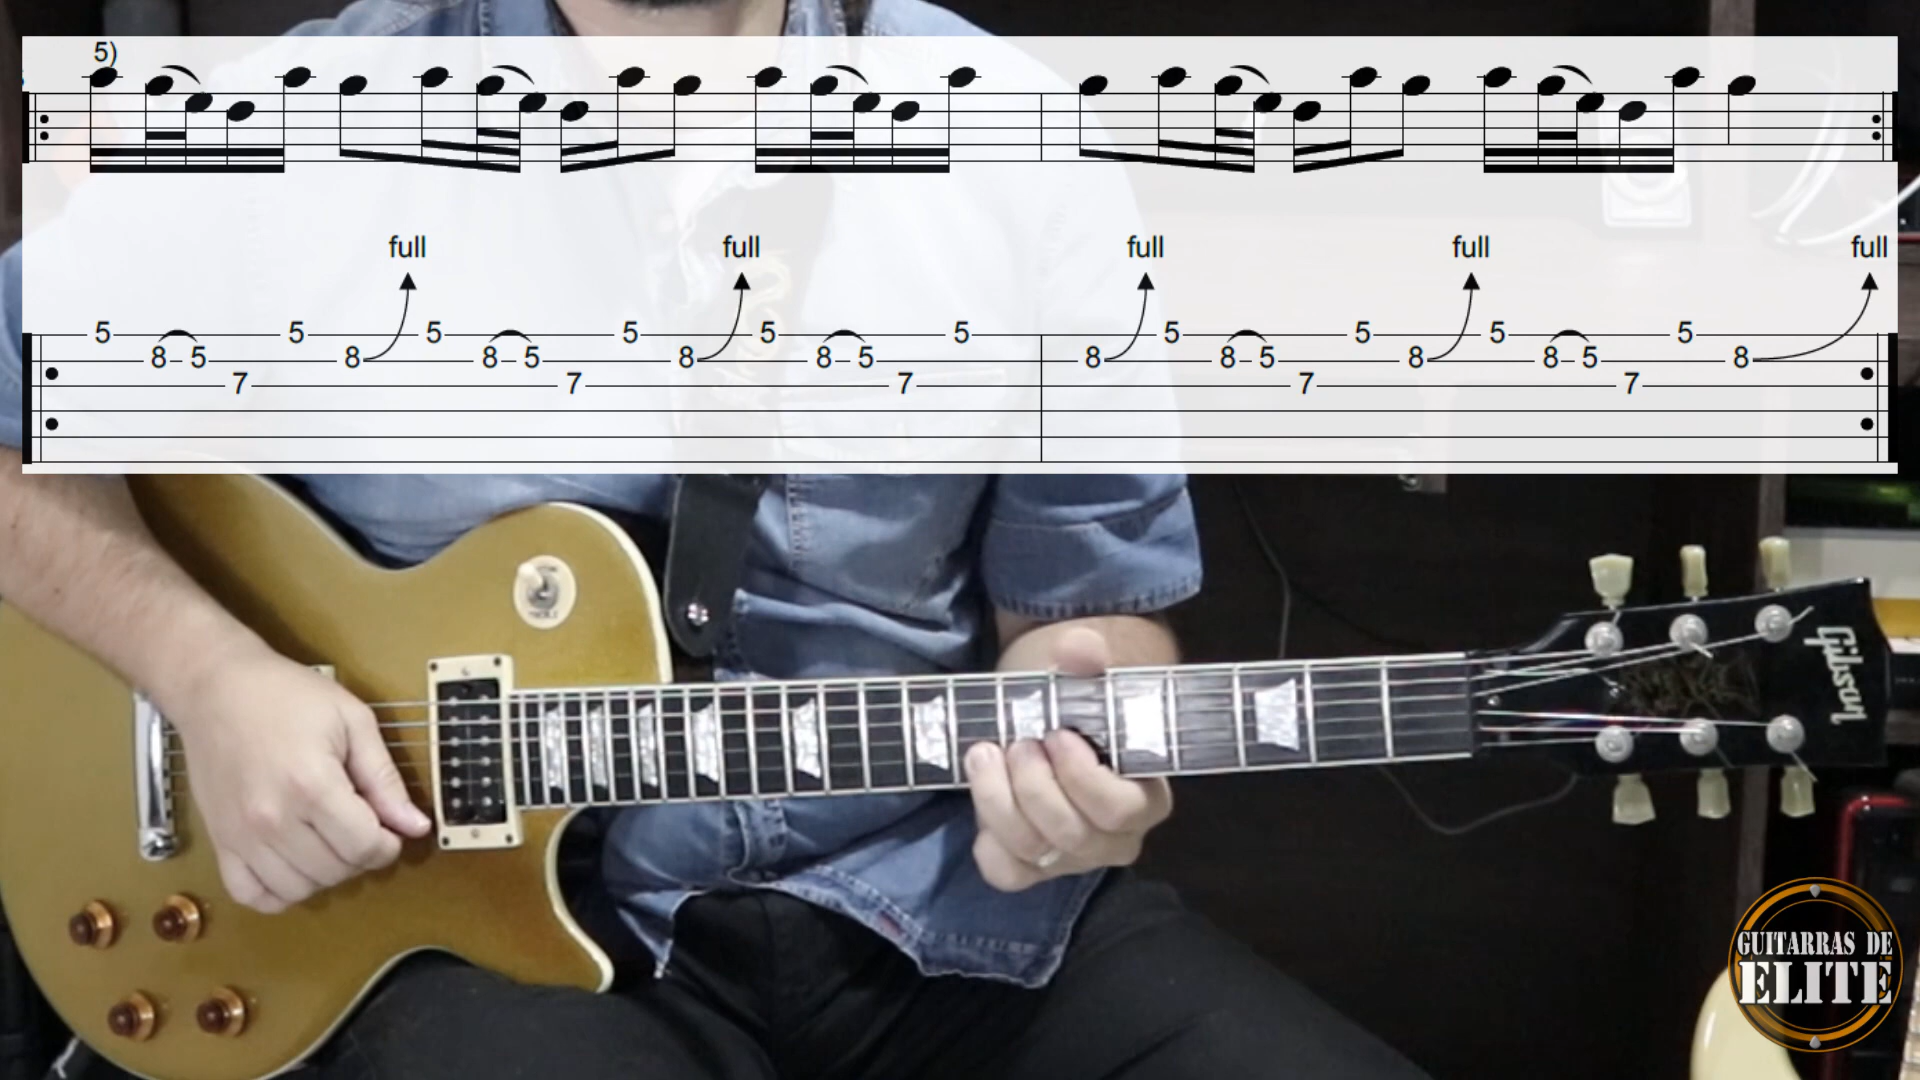 5)
full full full full full
5 5 5 5 5 5 5 5 5 5
8 5 8 8 5 8 8 5 8 8 5 8 8 5 8
7 7 7 7 7
Gibson
GUITARRAS DE
ELITE